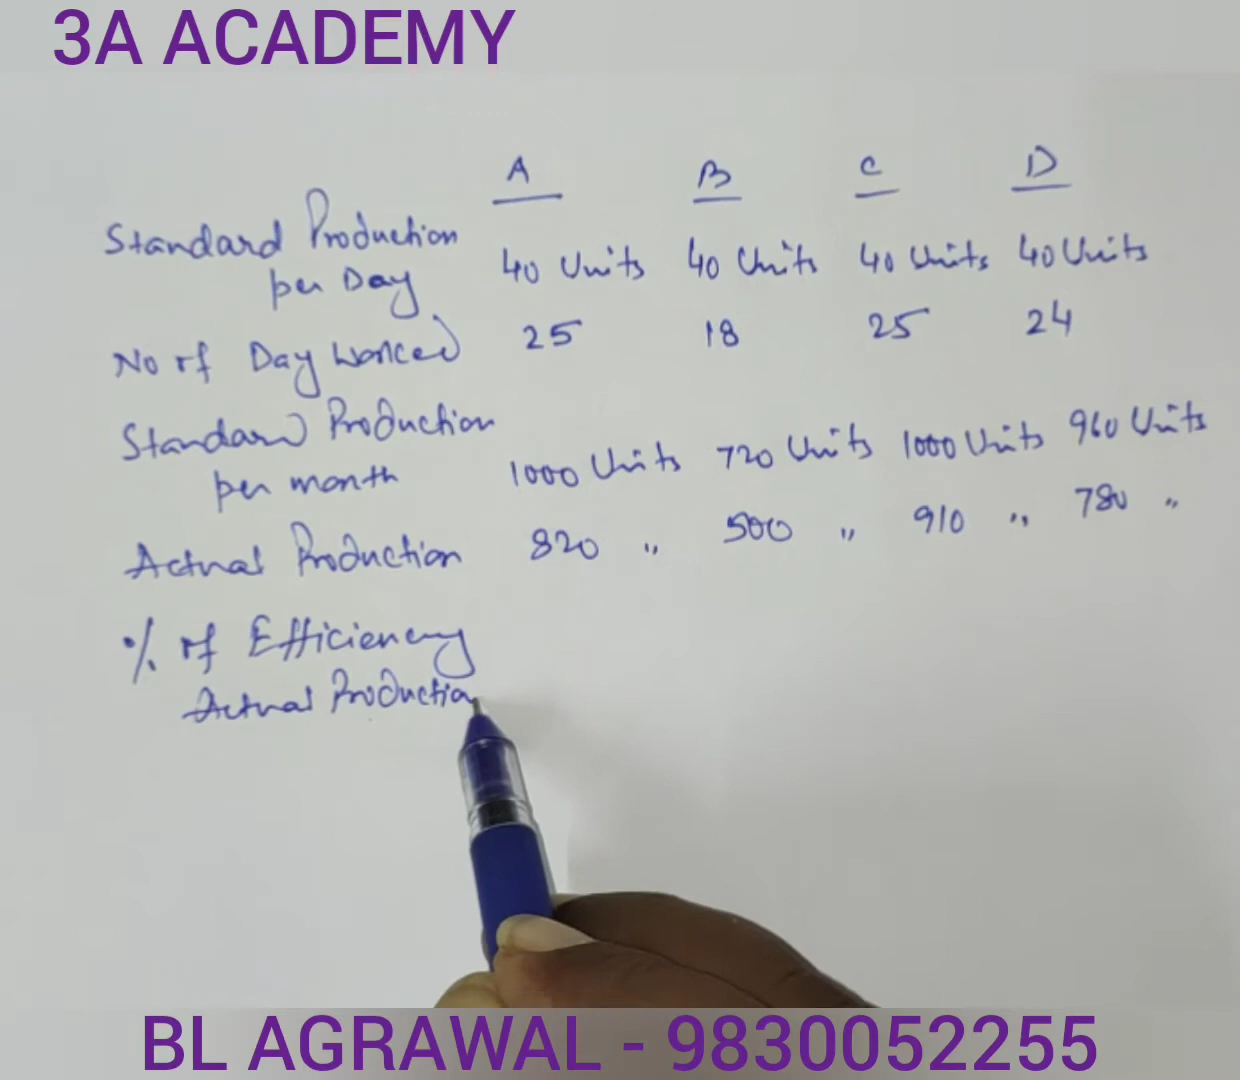 3A ACADEMY
A B C D
Standard Production
per Day 40 Units 40 Units 40 Units 40 Units
No of Day Worked 25 18 25 24
Standard Production
per month 1000 Units 720 Units 1000 Units 960 Units
Actual Production 820 " 500 " 910 " 780 "
% of Efficiency
Actual Production
BL AGRAWAL - 9830052255